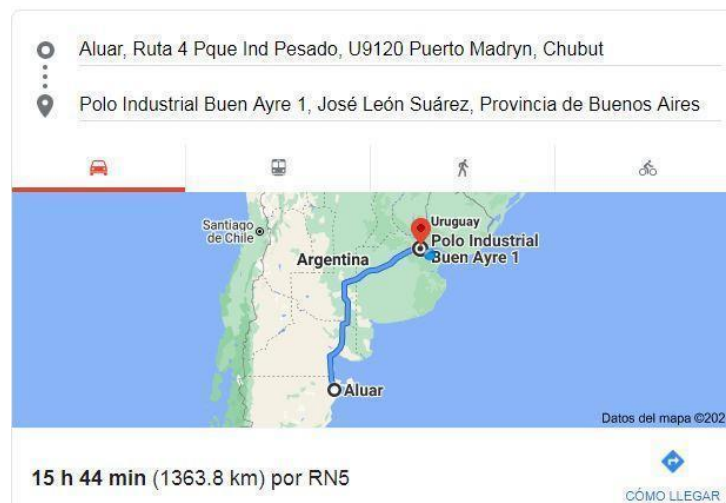 Aluar, Ruta 4 Pque Ind Pesado, U9120 Puerto Madryn, Chubut
Polo Industrial Buen Ayre 1, José León Suárez, Provincia de Buenos Aires
Santiago
de Chile
Uruguay
Polo Industrial
Buen Ayre 1
Argentina
Aluar
Datos del mapa ©202
15 h 44 min (1363.8 km) por RN5
CÓMO LLEGAR